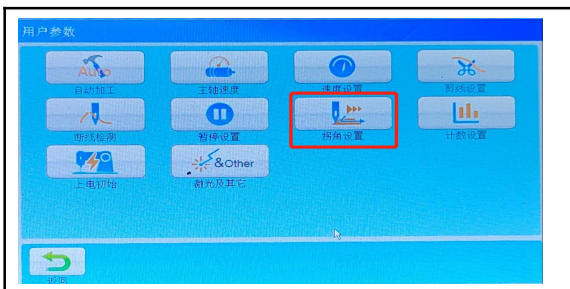 用户参数
Auto
自动加工
主轴速度
速度设置
剪线设置
断线检测
暂停设置
拐角设置
计数设置
&Other
上电初始
激光及其它
返回